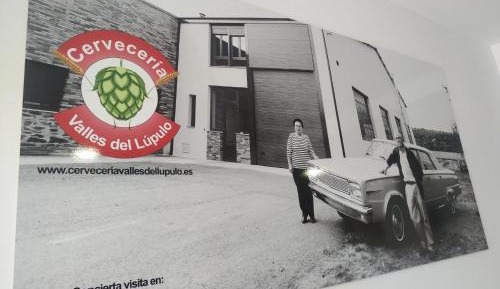 Cervecería
Valles del Lúpulo
www.cerveceriavallesdellupulo.es
Concierta visita en: